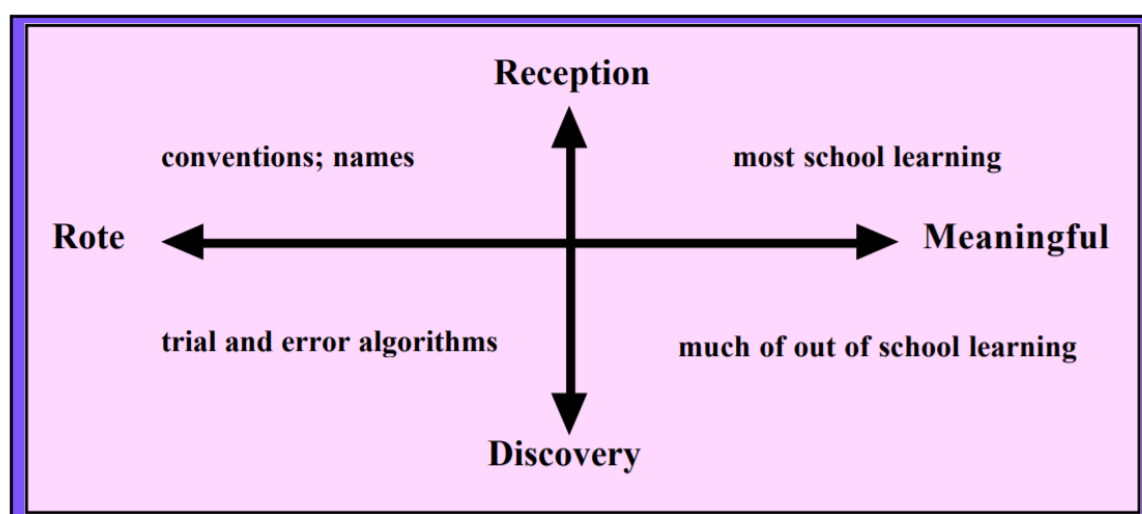 Reception
conventions; names
most school learning
Rote
Meaningful
trial and error algorithms
much of out of school learning
Discovery